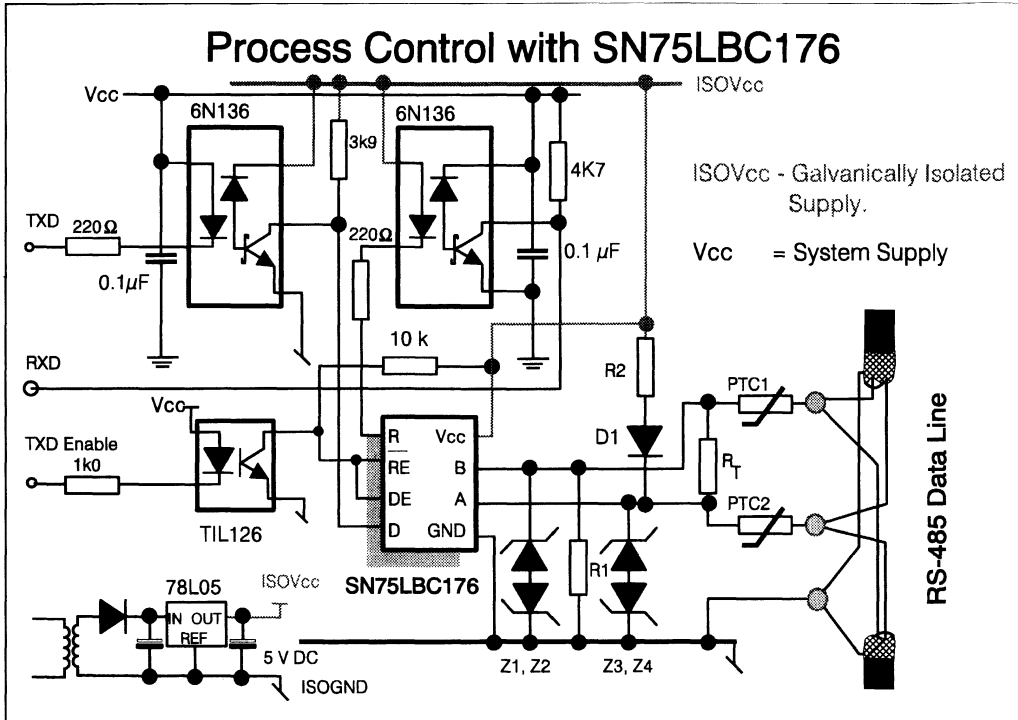 Process Control with SN75LBC176
ISOVcc
Vcc
6N136
6N136
3k9
4K7
ISOVcc - Galvanically Isolated
Supply.
TXD
220Ω
220Ω
0.1µF
0.1 µF
Vcc = System Supply
10 k
RXD
R2
PTC1
Vcc
TXD Enable
1k0
R
Vcc
D1
RE
B
RT
DE
A
PTC2
TIL126
D
GND
RS-485 Data Line
SN75LBC176
R1
78L05
ISOVcc
IN OUT
REF
5 V DC
Z1, Z2
Z3, Z4
ISOGND